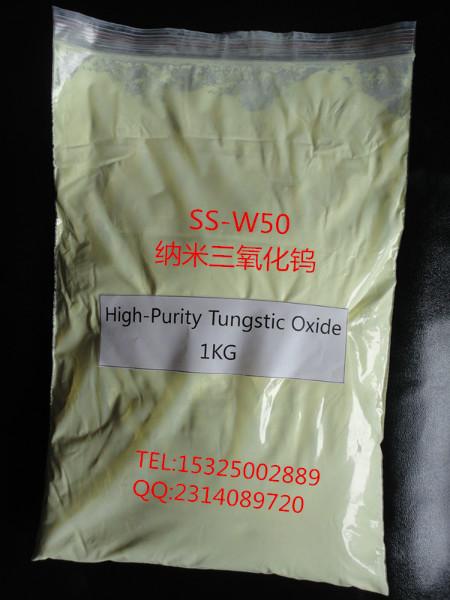 SS-W50
纳米三氧化钨
High-Purity Tungstic Oxide
1KG
TEL:15325002889
QQ:2314089720